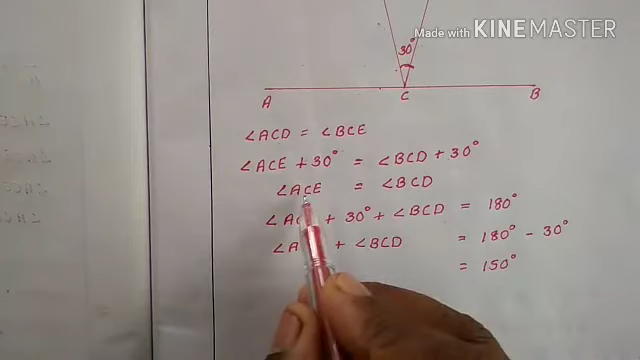 Made with KINEMASTER
30°
A C B
∠ACD = ∠BCE
∠ACE + 30° = ∠BCD + 30°
∠ACE = ∠BCD
+ 30° + ∠BCD = 180°
+ ∠BCD = 180° - 30°
= 150°